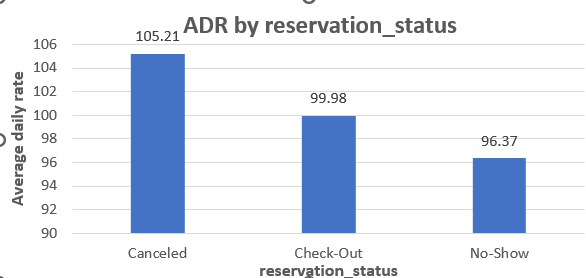 ADR by reservation_status
105.21
99.98
96.37
Average daily rate
106
104
102
100
98
96
94
92
90
Canceled
Check-Out
No-Show
reservation_status